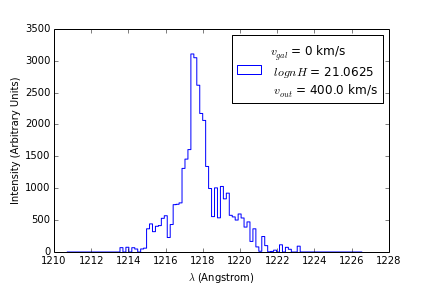 3500
3000
2500
2000
1500
1000
500
0
1210 1212 1214 1216 1218 1220 1222 1224 1226 1228
λ (Angstrom)
Intensity (Arbitrary Units)
v_gal = 0 km/s
lognH = 21.0625
v_out = 400.0 km/s